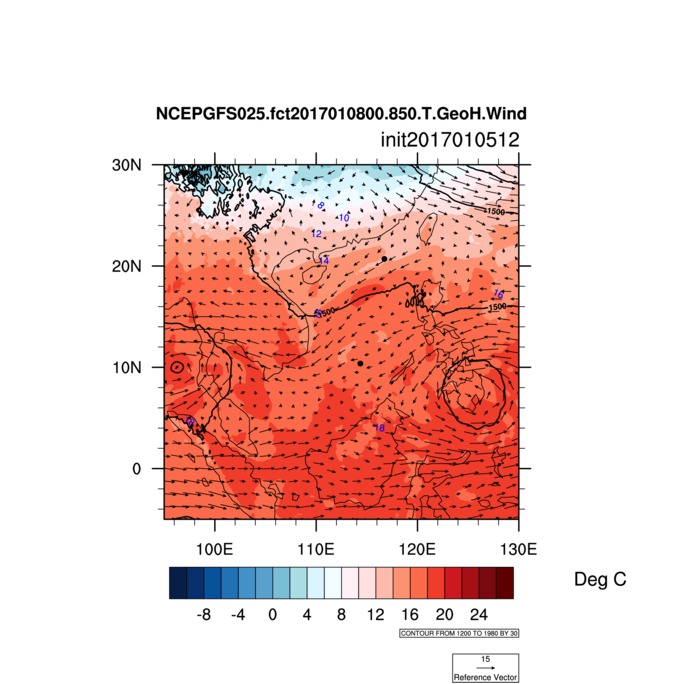 NCEPGFS025.fct2017010800.850.T.GeoH.Wind
init2017010512
30N
20N
10N
0
100E 110E 120E 130E
8
10
12
14
16
18
1500
1500
1500
-8 -4 0 4 8 12 16 20 24
Deg C
CONTOUR FROM 1200 TO 1980 BY 30
15
Reference Vector